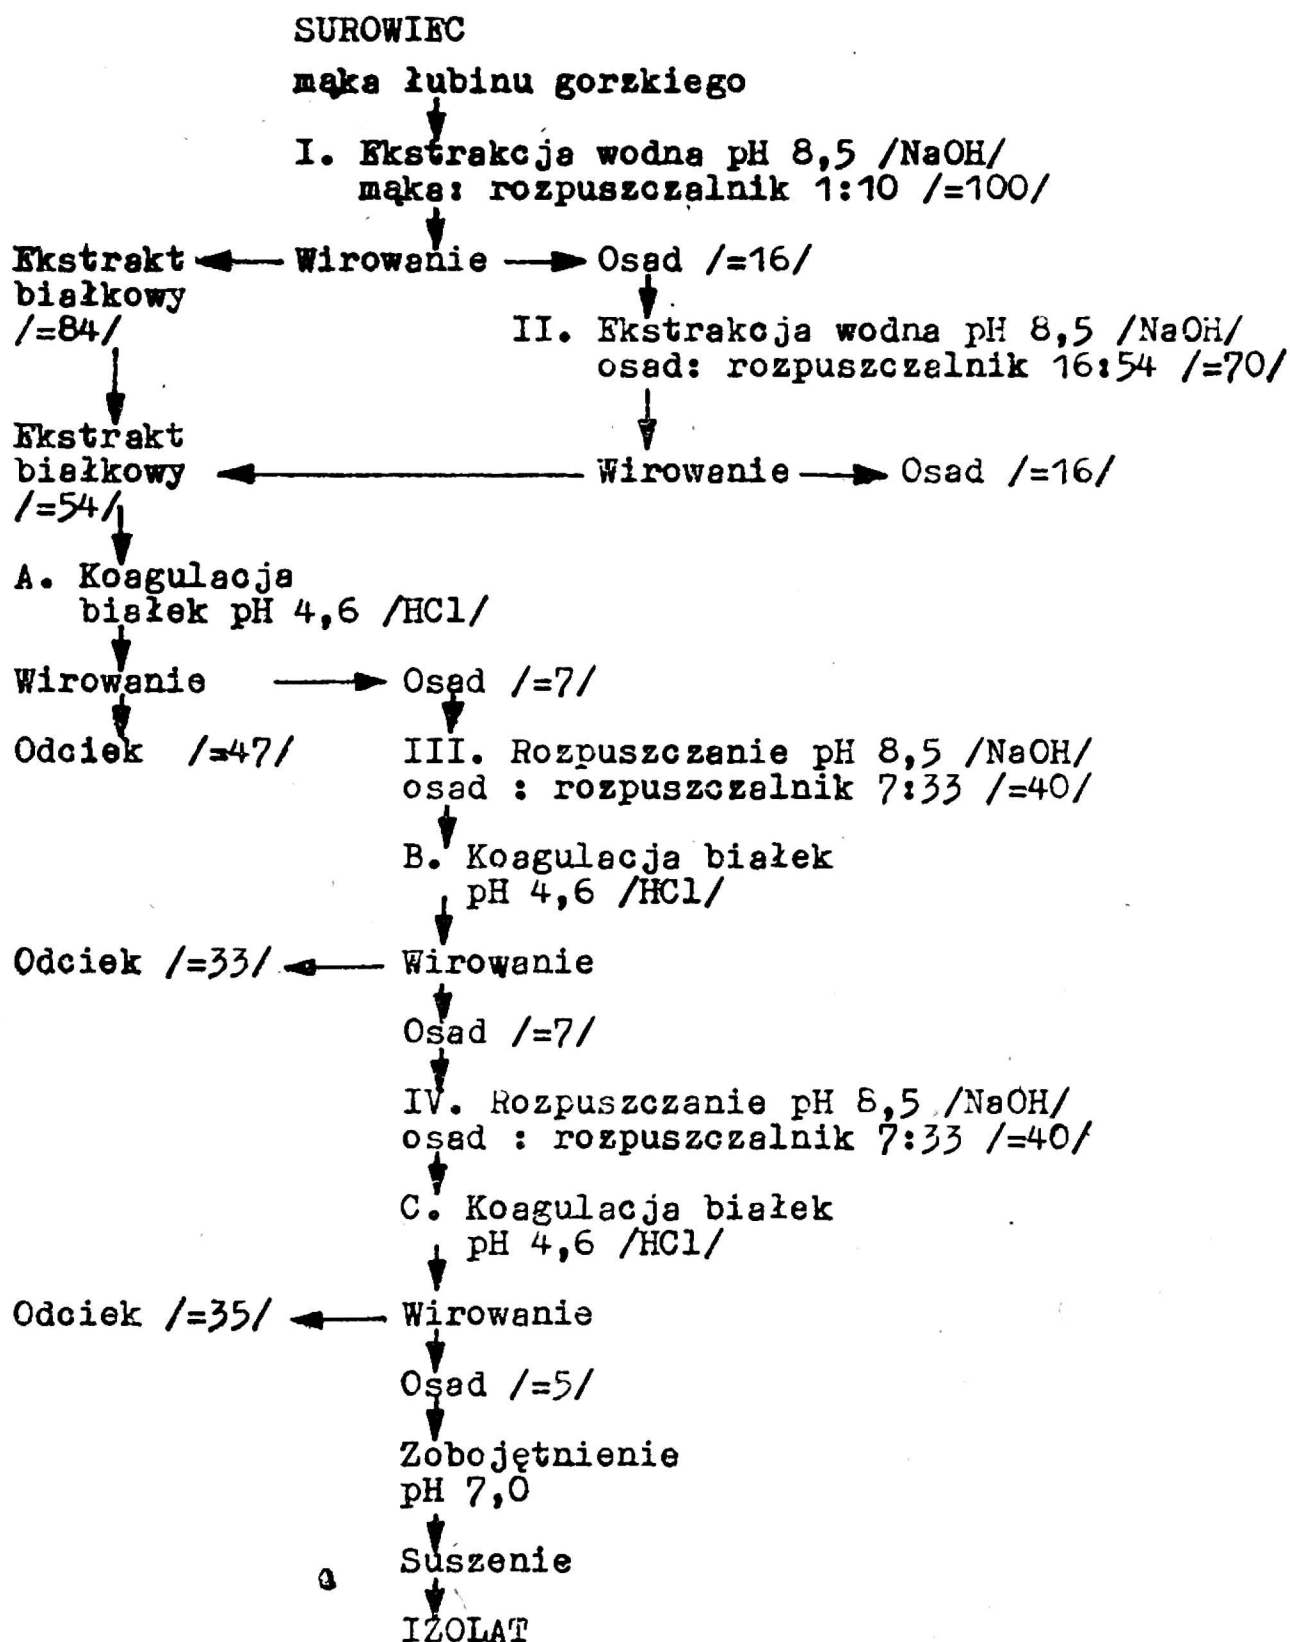 SUROWIEC
mąka łubinu gorzkiego
I. Ekstrakcja wodna pH 8,5 /NaOH/
mąka: rozpuszczalnik 1:10 /=100/
Ekstrakt
białkowy
/=84/
Wirowanie
Osad /=16/
II. Ekstrakcja wodna pH 8,5 /NaOH/
osad: rozpuszczalnik 16:54 /=70/
Ekstrakt
białkowy
/=54/
Wirowanie
Osad /=16/
A. Koagulacja
białek pH 4,6 /HCl/
Wirowanie
Osad /=7/
Odciek /=47/
III. Rozpuszczanie pH 8,5 /NaOH/
osad : rozpuszczalnik 7:33 /=40/
B. Koagulacja białek
pH 4,6 /HCl/
Odciek /=33/
Wirowanie
Osad /=7/
IV. Rozpuszczanie pH 8,5 /NaOH/
osad : rozpuszczalnik 7:33 /=40/
C. Koagulacja białek
pH 4,6 /HCl/
Odciek /=35/
Wirowanie
Osad /=5/
Zobojętnienie
pH 7,0
Suszenie
IZOLAT